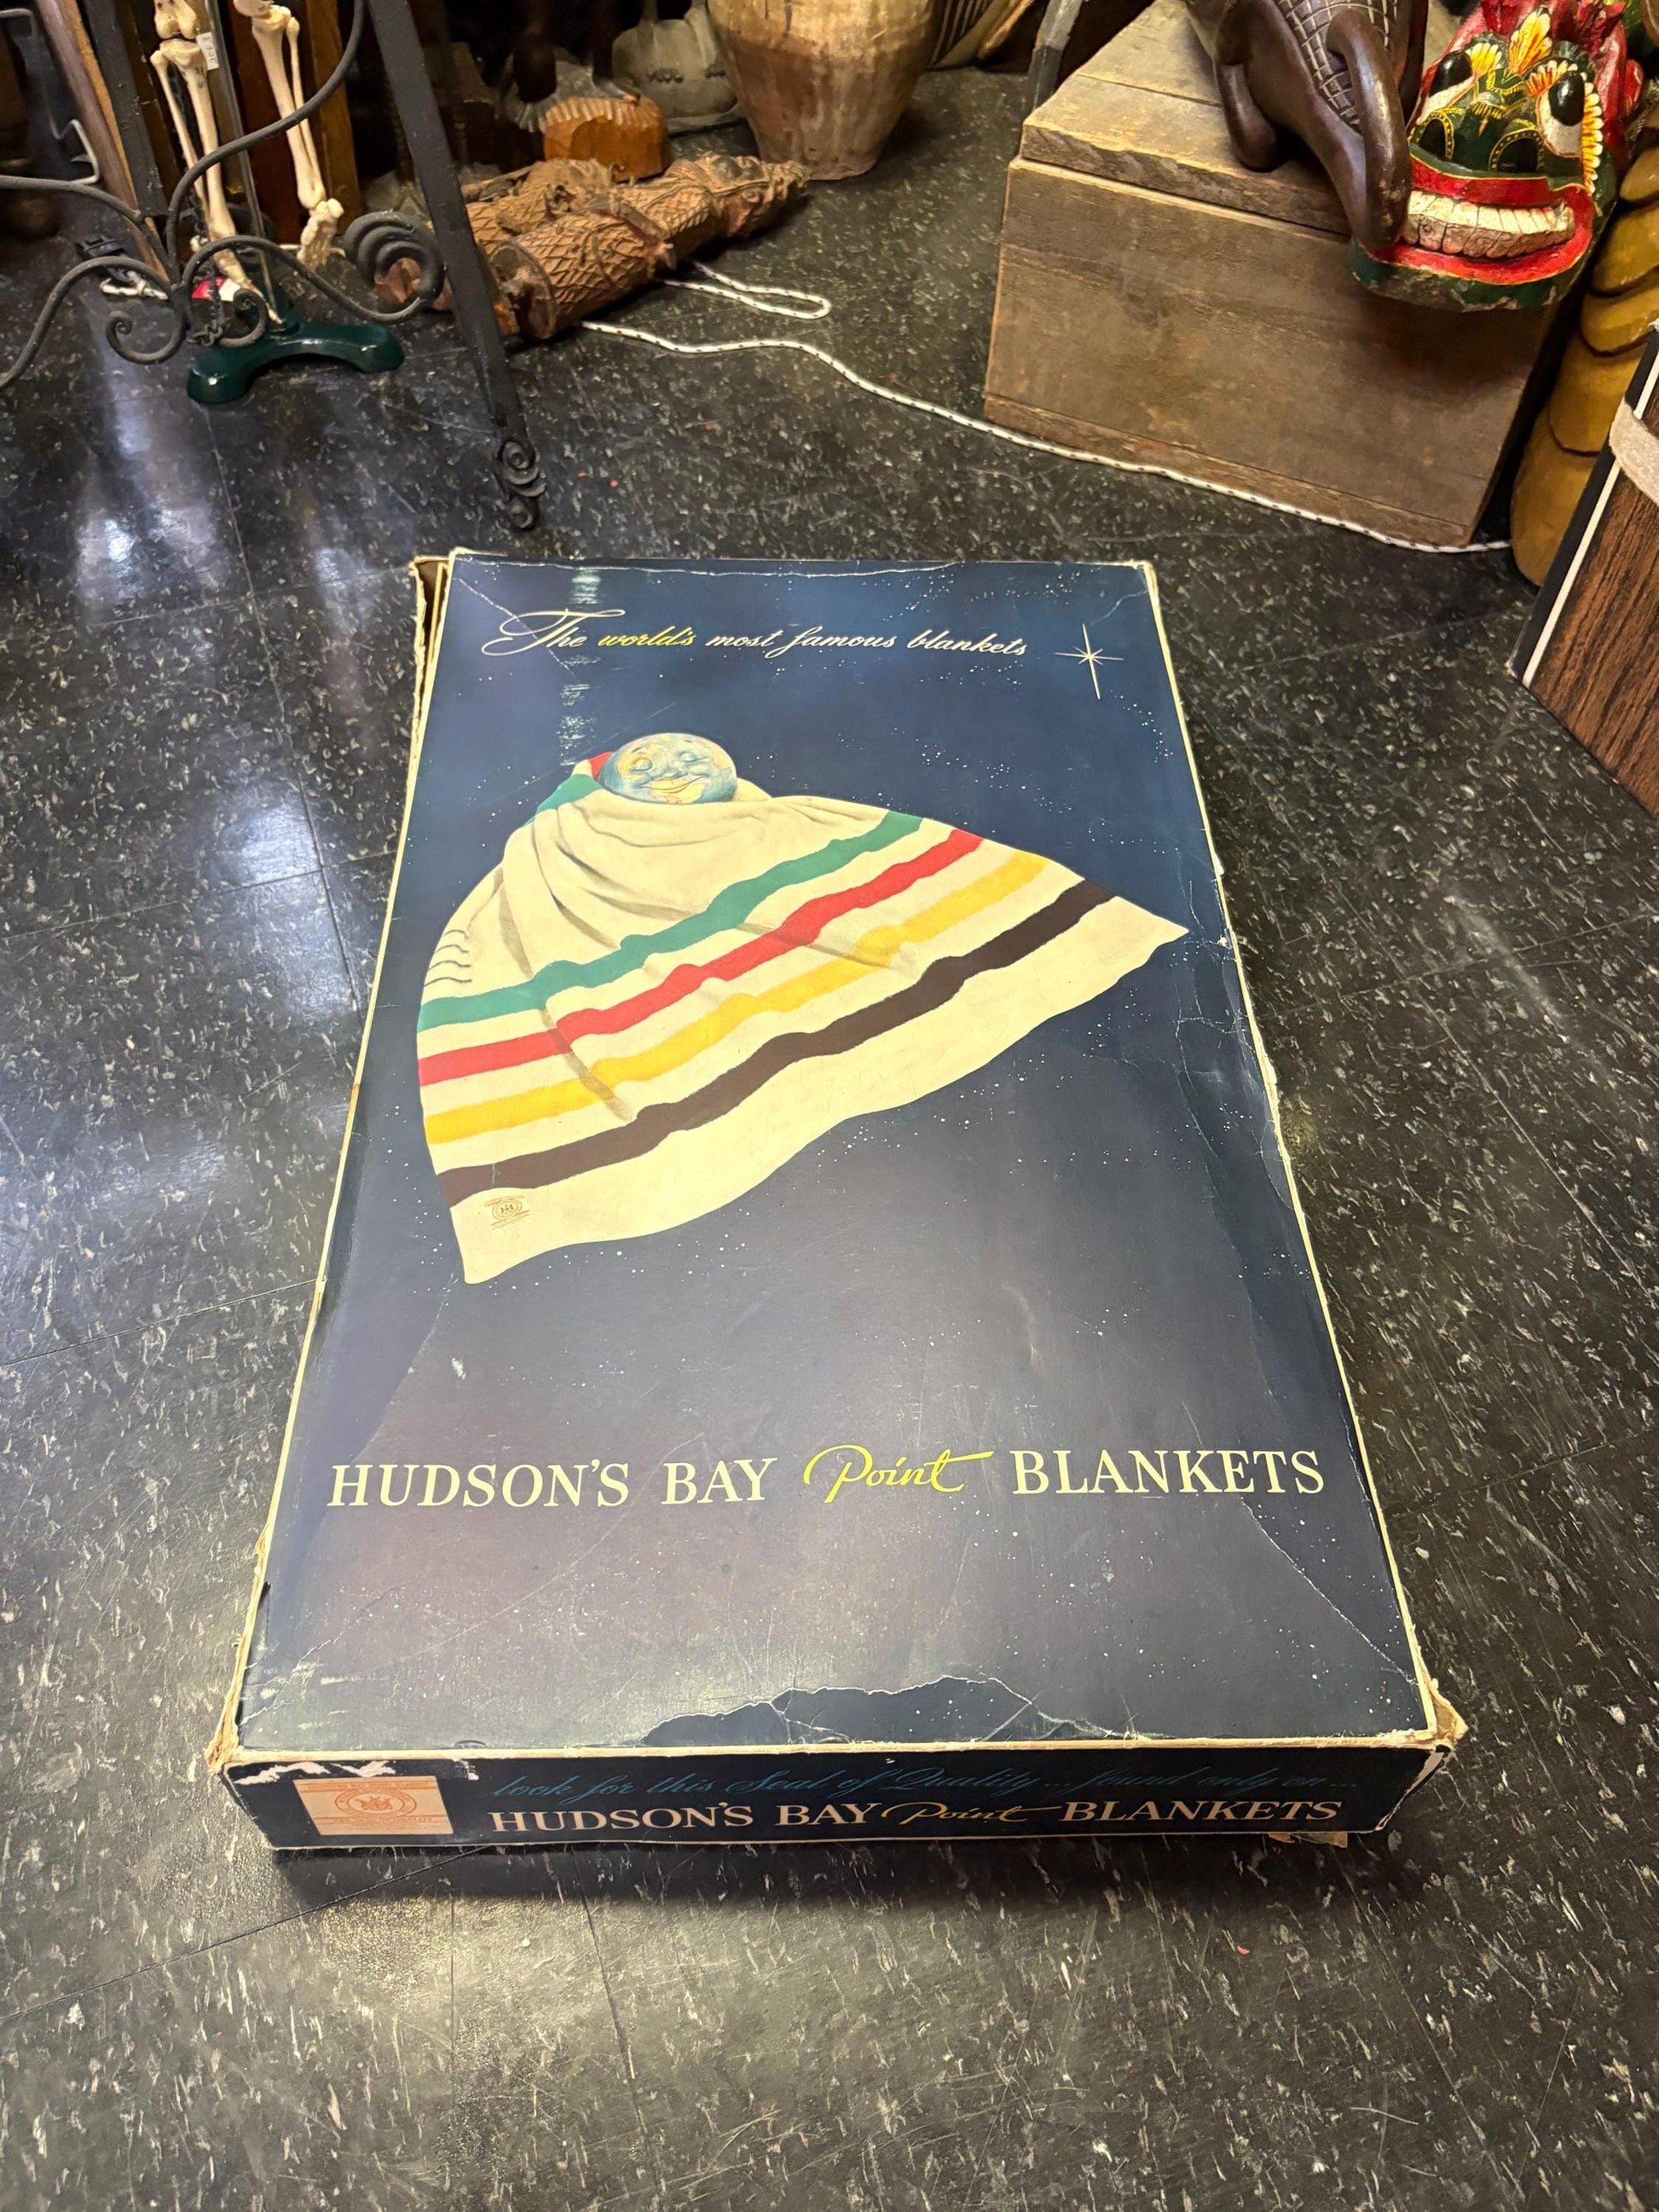 The world's most famous blankets
HUDSON'S BAY Point BLANKETS
look for this Seal of Quality... found only on...
HUDSON'S BAY Point BLANKETS